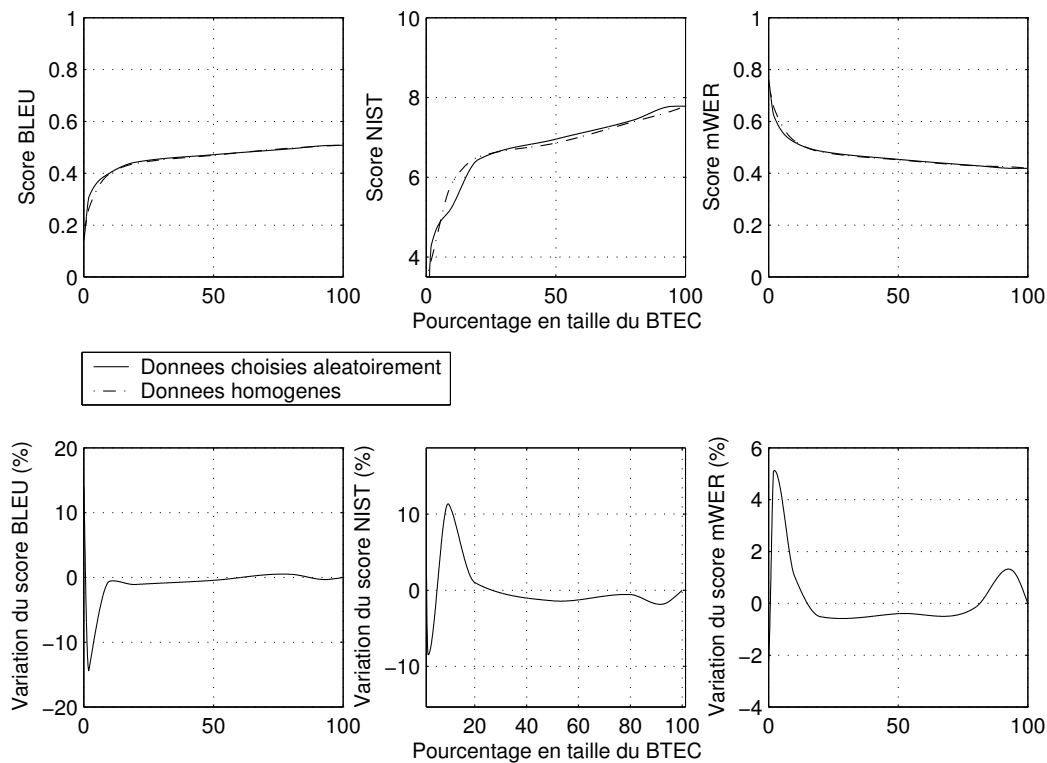 Score BLEU
1
0.8
0.6
0.4
0.2
0
0 50 100
Score NIST
10
8
6
4
0 50 100
Pourcentage en taille du BTEC
Score mWER
1
0.8
0.6
0.4
0.2
0
0 50 100
Donnees choisies aleatoirement
Donnees homogenes
Variation du score BLEU (%)
20
10
0
−10
−20
0 50 100
Variation du score NIST (%)
10
0
−10
20 40 60 80 100
Pourcentage en taille du BTEC
Variation du score mWER (%)
6
4
2
0
−2
−4
0 50 100